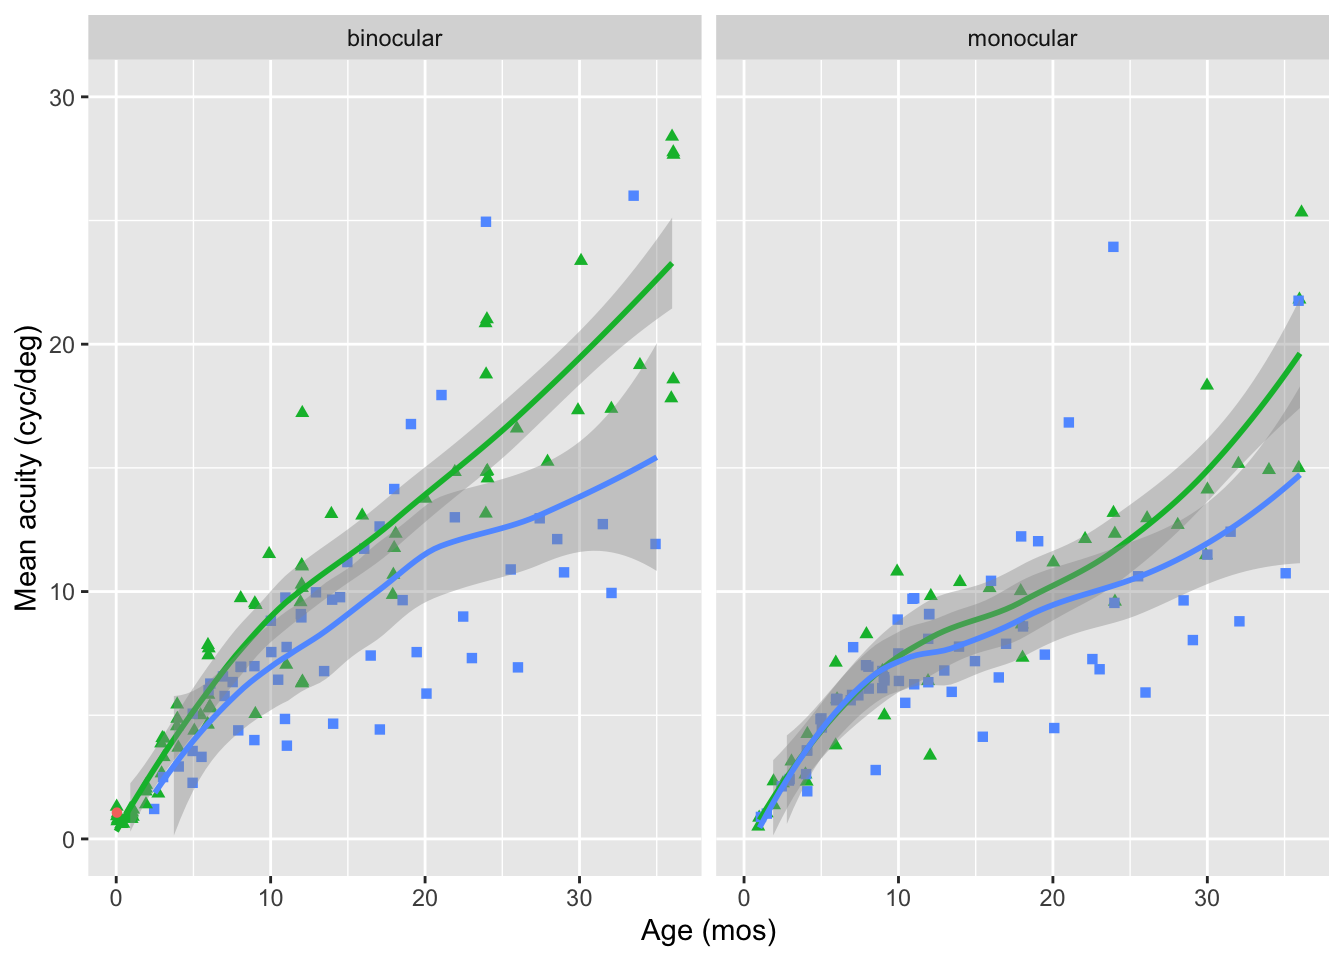 binocular monocular
30
20
10
0
0 10 20 30 0 10 20 30
Mean acuity (cyc/deg)
Age (mos)